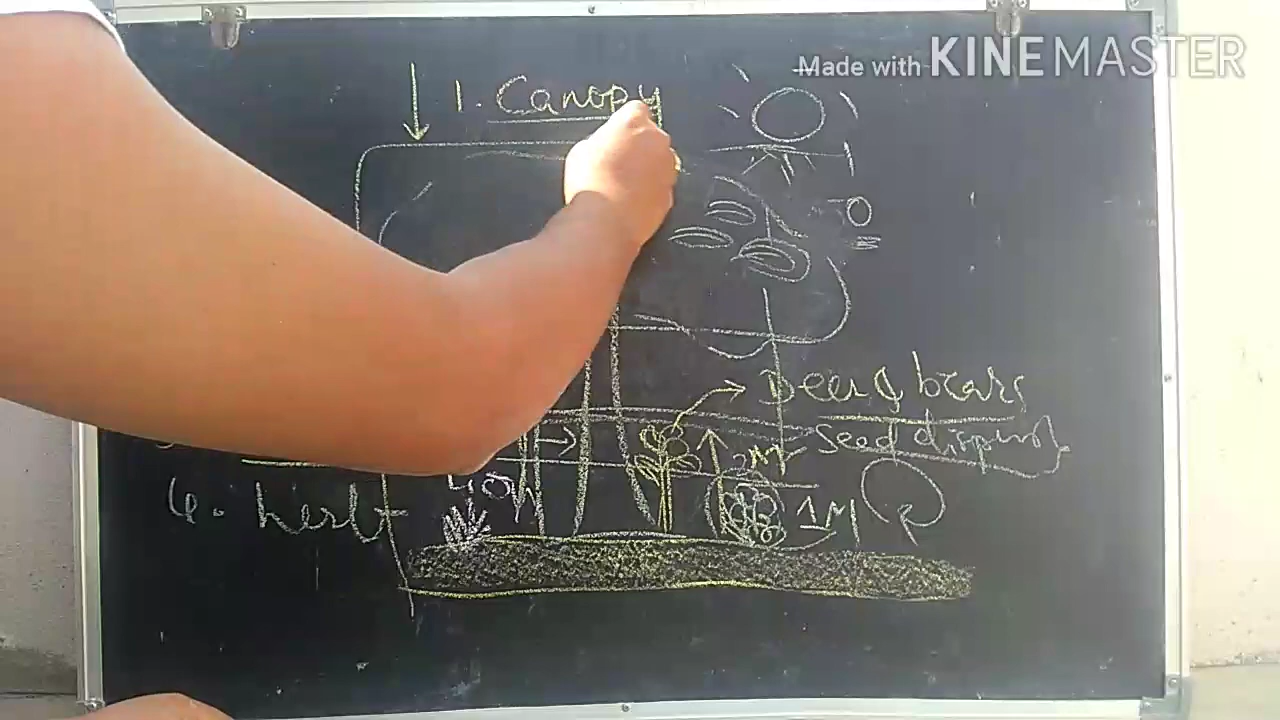 Made with KINEMASTER
1. Canopy
Deer & bears
seed dispersal
2M
4. herb
1M